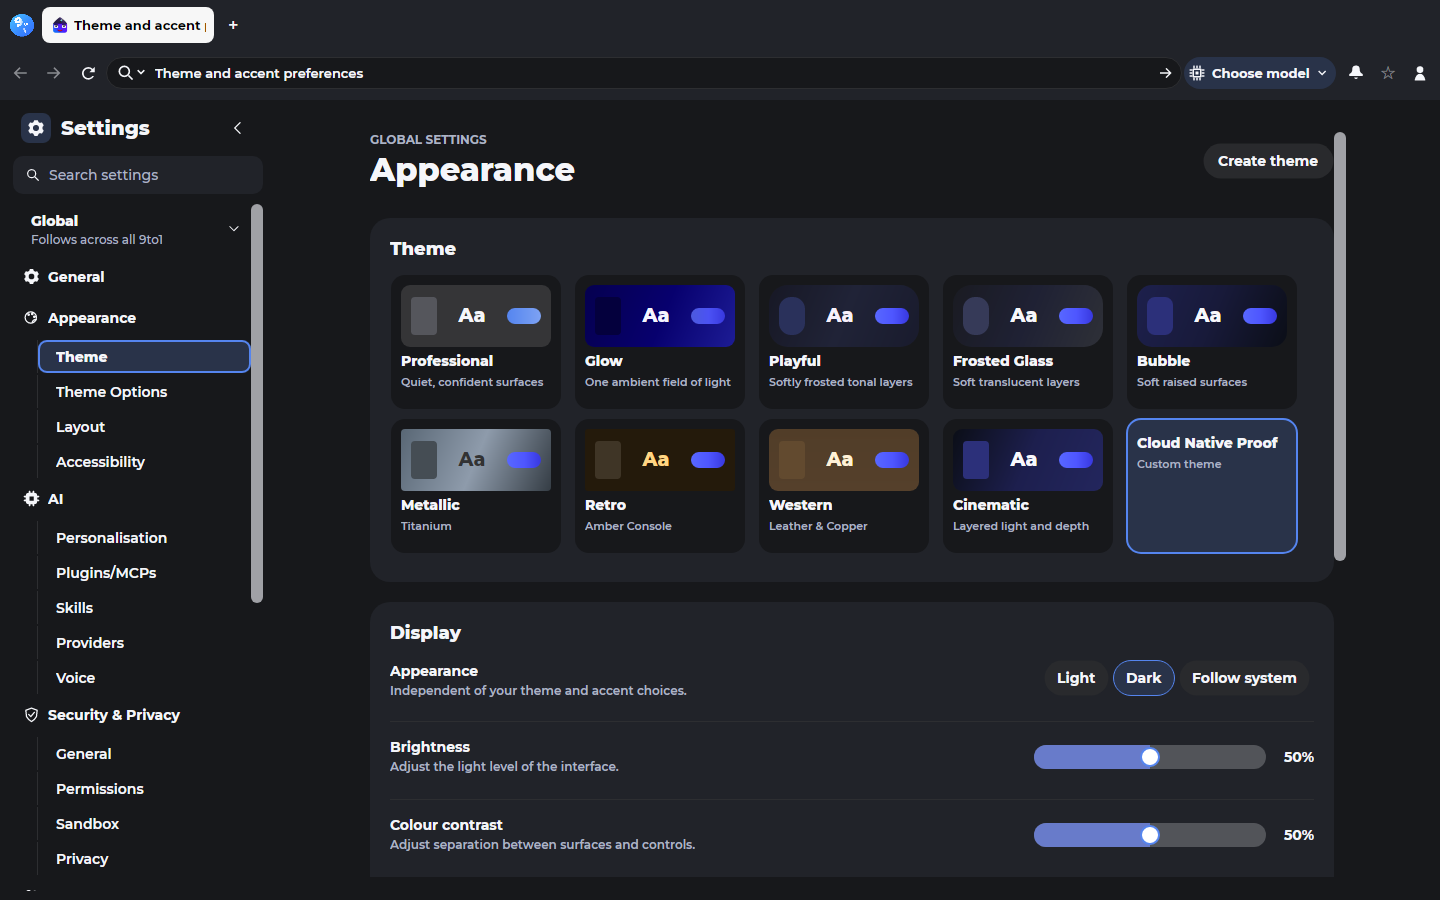 Theme and accent
Theme and accent preferences
Choose model
Settings
Search settings
Global
Follows across all 9to1
General
Appearance
Theme
Theme Options
Layout
Accessibility
AI
Personalisation
Plugins/MCPs
Skills
Providers
Voice
Security & Privacy
General
Permissions
Sandbox
Privacy
GLOBAL SETTINGS
Appearance
Create theme
Theme
Aa
Professional
Quiet, confident surfaces
Aa
Glow
One ambient field of light
Aa
Playful
Softly frosted tonal layers
Aa
Frosted Glass
Soft translucent layers
Aa
Bubble
Soft raised surfaces
Aa
Metallic
Titanium
Aa
Retro
Amber Console
Aa
Western
Leather & Copper
Aa
Cinematic
Layered light and depth
Cloud Native Proof
Custom theme
Display
Appearance
Independent of your theme and accent choices.
Light
Dark
Follow system
Brightness
Adjust the light level of the interface.
50%
Colour contrast
Adjust separation between surfaces and controls.
50%